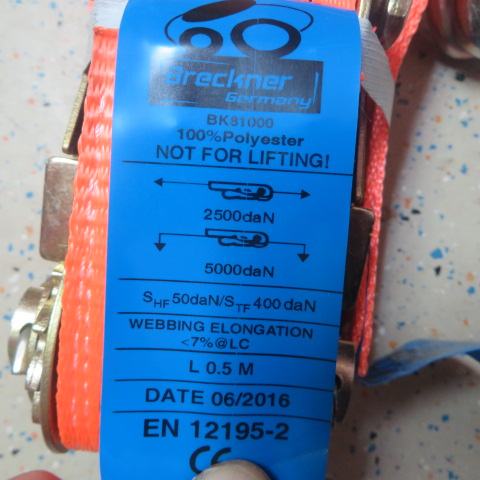 Breckner
Germany
BK81000
100%Polyester
NOT FOR LIFTING!
2500daN
5000daN
SHF 50daN/STF 400 daN
WEBBING ELONGATION
<7%@LC
L 0.5 M
DATE 06/2016
EN 12195-2
CE